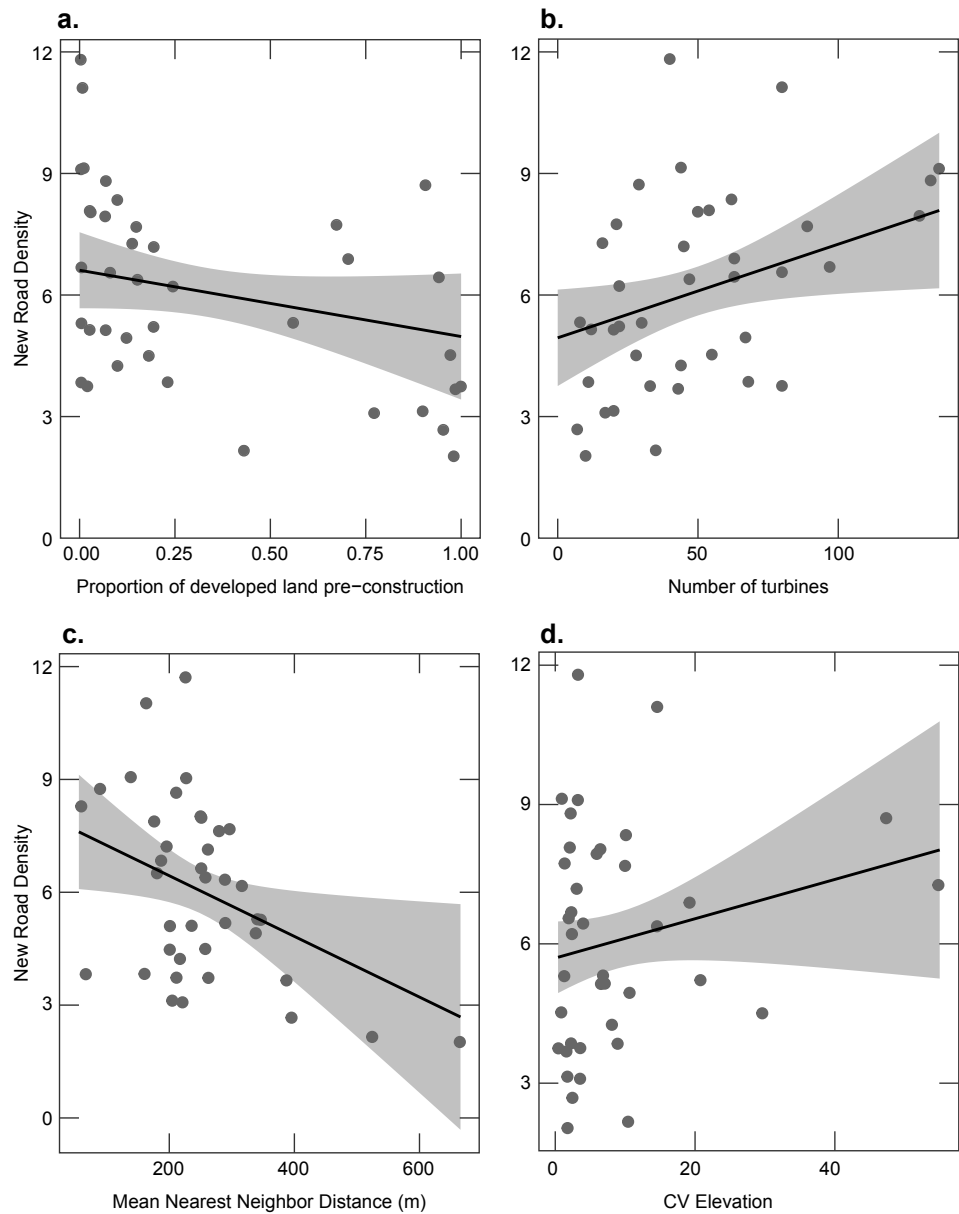 a.
12
9
6
3
0
New Road Density
0.00 0.25 0.50 0.75 1.00
Proportion of developed land pre−construction
b.
12
9
6
3
0
0 50 100
Number of turbines
c.
12
9
6
3
0
New Road Density
200 400 600
Mean Nearest Neighbor Distance (m)
d.
12
9
6
3
0 20 40
CV Elevation